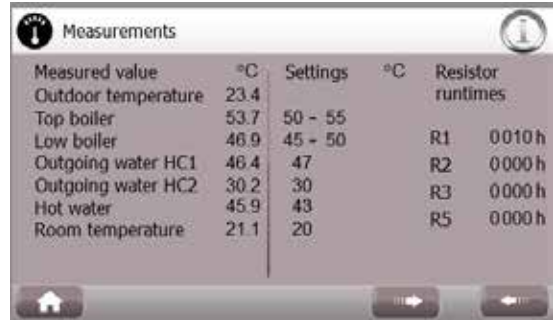 Measurements
Measured value °C Settings °C Resistor runtimes
Outdoor temperature 23.4
Top boiler 53.7 50 - 55
Low boiler 46.9 45 - 50 R1 0010 h
Outgoing water HC1 46.4 47 R2 0000 h
Outgoing water HC2 30.2 30 R3 0000 h
Hot water 45.9 43 R5 0000 h
Room temperature 21.1 20